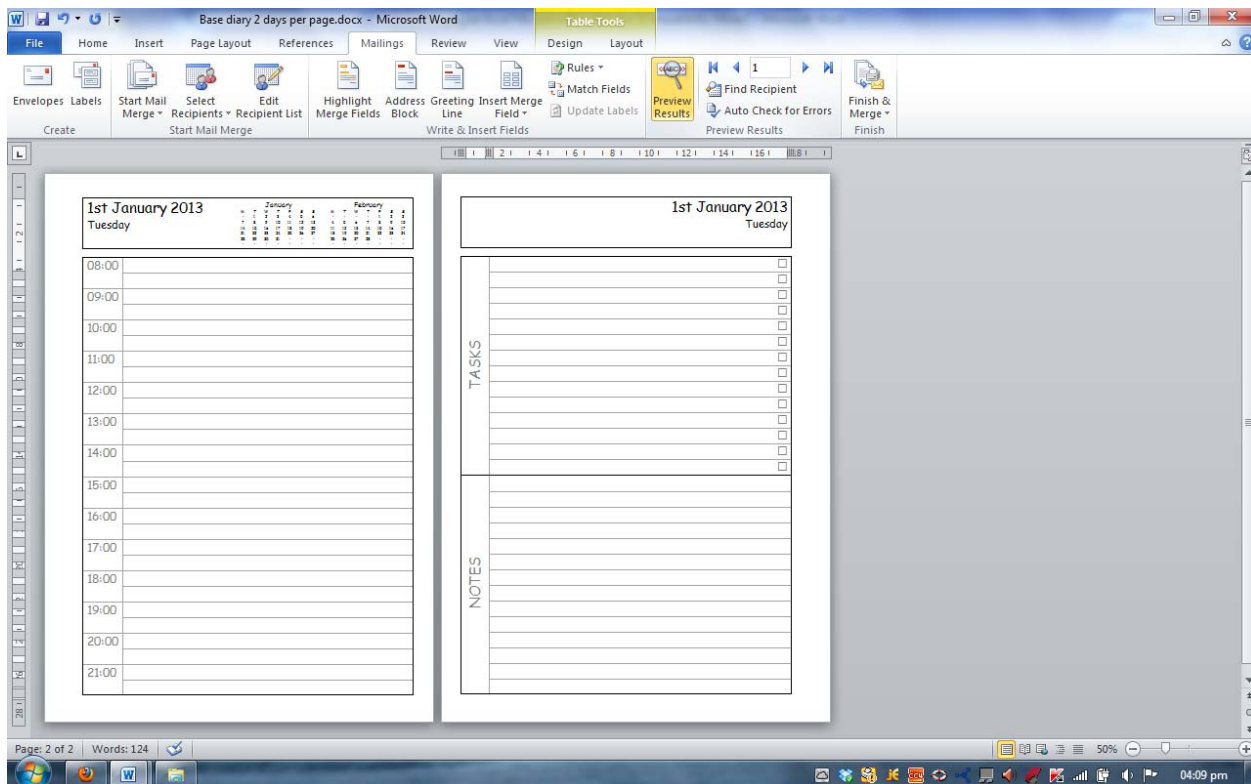 Base diary 2 days per page.docx - Microsoft Word
Table Tools
File Home Insert Page Layout References Mailings Review View Design Layout
Envelopes
Labels
Create
Start Mail Merge
Select Recipients
Edit Recipient List
Start Mail Merge
Highlight Merge Fields
Address Block
Greeting Line
Insert Merge Field
Rules
Match Fields
Update Labels
Write & Insert Fields
Preview Results
1
Find Recipient
Auto Check for Errors
Preview Results
Finish & Merge
Finish
1st January 2013
Tuesday
January February
08:00
09:00
10:00
11:00
12:00
13:00
14:00
15:00
16:00
17:00
18:00
19:00
20:00
21:00
1st January 2013
Tuesday
TASKS
NOTES
Page: 2 of 2 Words: 124
50%
04:09 pm